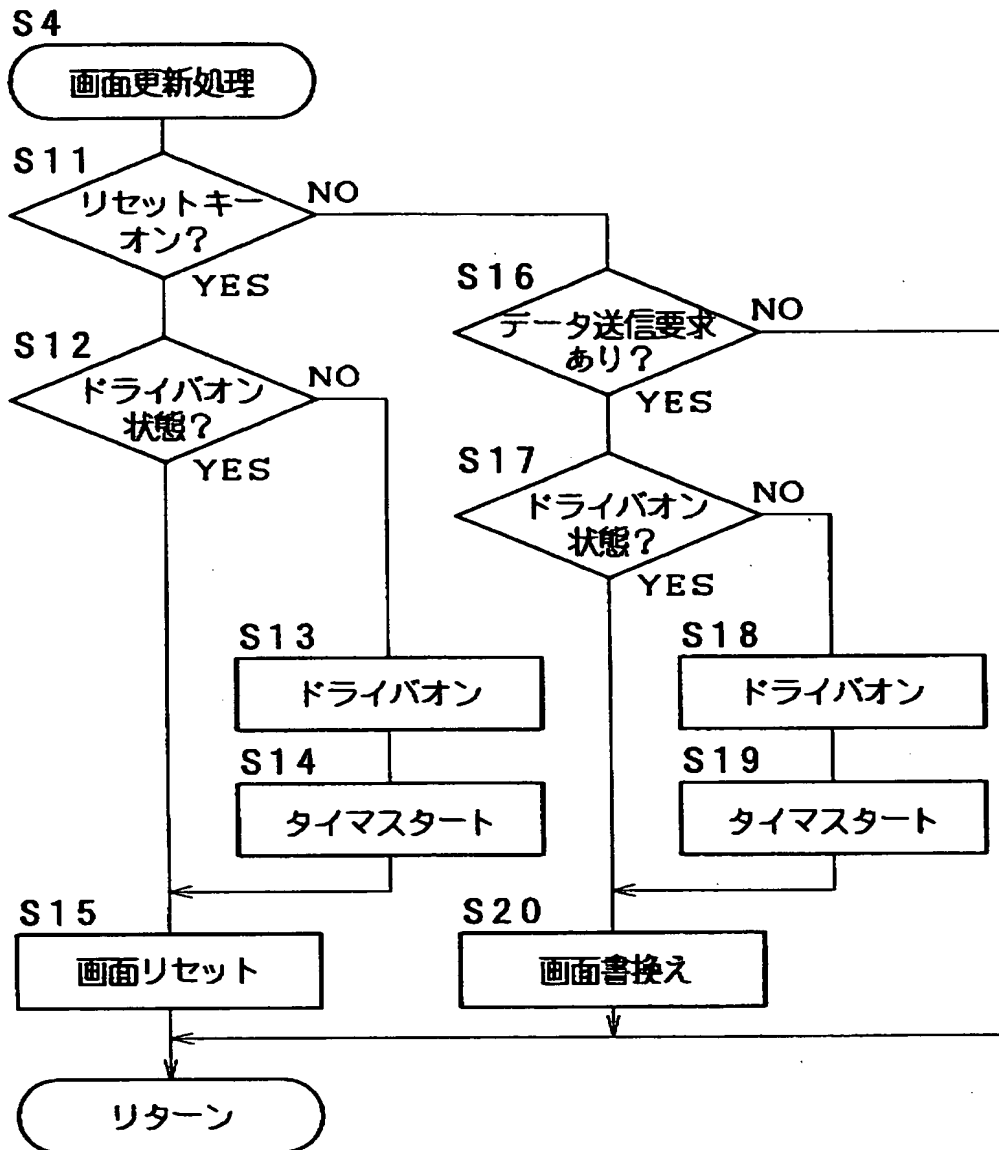 S4
画面更新処理
S11
リセットキー
オン?
NO
YES
S12
ドライバオン
状態?
NO
YES
S13
ドライバオン
S14
タイマスタート
S15
画面リセット
S16
データ送信要求
あり?
NO
YES
S17
ドライバオン
状態?
NO
YES
S18
ドライバオン
S19
タイマスタート
S20
画面書換え
リターン